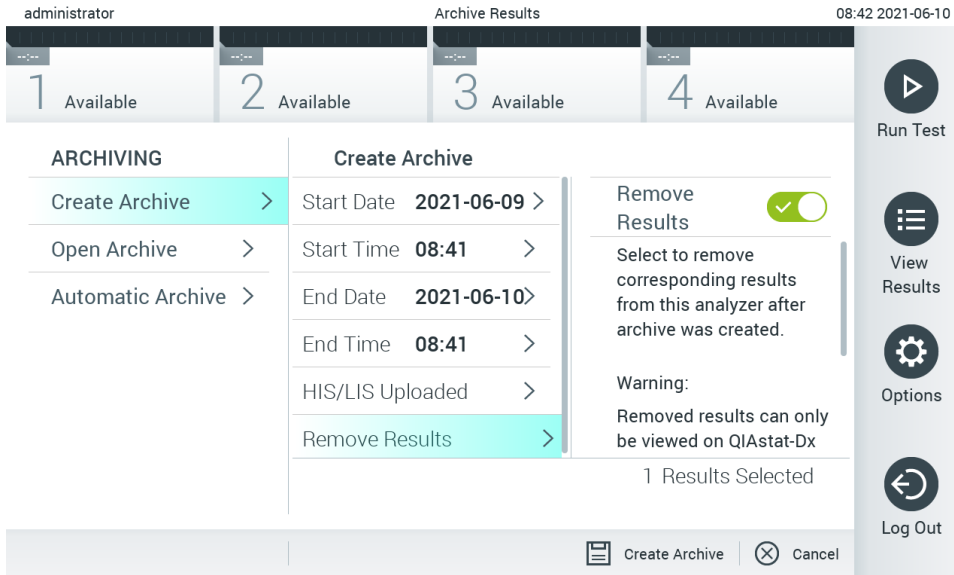 administrator
Archive Results
08:42 2021-06-10
--:--
1 Available
--:--
2 Available
--:--
3 Available
--:--
4 Available
Run Test
View
Results
Options
Log Out
ARCHIVING
Create Archive
Open Archive
Automatic Archive
Create Archive
Start Date 2021-06-09
Start Time 08:41
End Date 2021-06-10
End Time 08:41
HIS/LIS Uploaded
Remove Results
Remove
Results
Select to remove
corresponding results
from this analyzer after
archive was created.
Warning:
Removed results can only
be viewed on QIAstat-Dx
1 Results Selected
Create Archive
Cancel